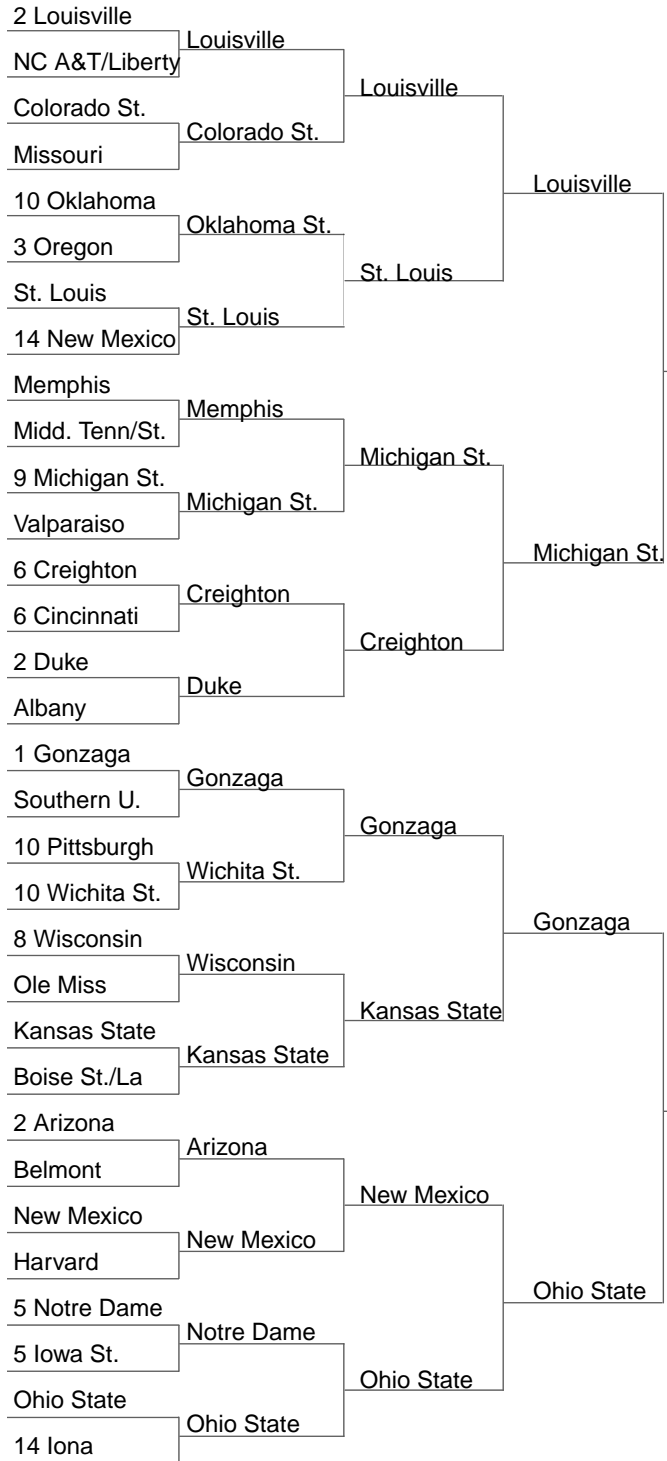 2 Louisville
NC A&T/Liberty
Colorado St.
Missouri
10 Oklahoma
3 Oregon
St. Louis
14 New Mexico
Memphis
Midd. Tenn/St.
9 Michigan St.
Valparaiso
6 Creighton
6 Cincinnati
2 Duke
Albany
1 Gonzaga
Southern U.
10 Pittsburgh
10 Wichita St.
8 Wisconsin
Ole Miss
Kansas State
Boise St./La
2 Arizona
Belmont
New Mexico
Harvard
5 Notre Dame
5 Iowa St.
Ohio State
14 Iona
Louisville
Colorado St.
Oklahoma St.
St. Louis
Memphis
Michigan St.
Creighton
Duke
Gonzaga
Wichita St.
Wisconsin
Kansas State
Arizona
New Mexico
Notre Dame
Ohio State
Louisville
St. Louis
Michigan St.
Creighton
Gonzaga
Kansas State
New Mexico
Ohio State
Louisville
Michigan St.
Gonzaga
Ohio State